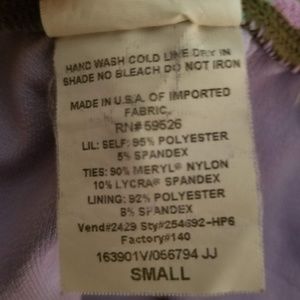 HAND WASH COLD LINE DRY IN
SHADE NO BLEACH DO NOT IRON
MADE IN U.S.A. OF IMPORTED
FABRIC
RN# 59526
LIL: SELF: 95% POLYESTER
5% SPANDEX
TIES: 90% MERYL® NYLON
10% LYCRA® SPANDEX
LINING: 92% POLYESTER
8% SPANDEX
Vend#2429 Sty#254692-HP6
Factory#140
163901V/056794 JJ
SMALL